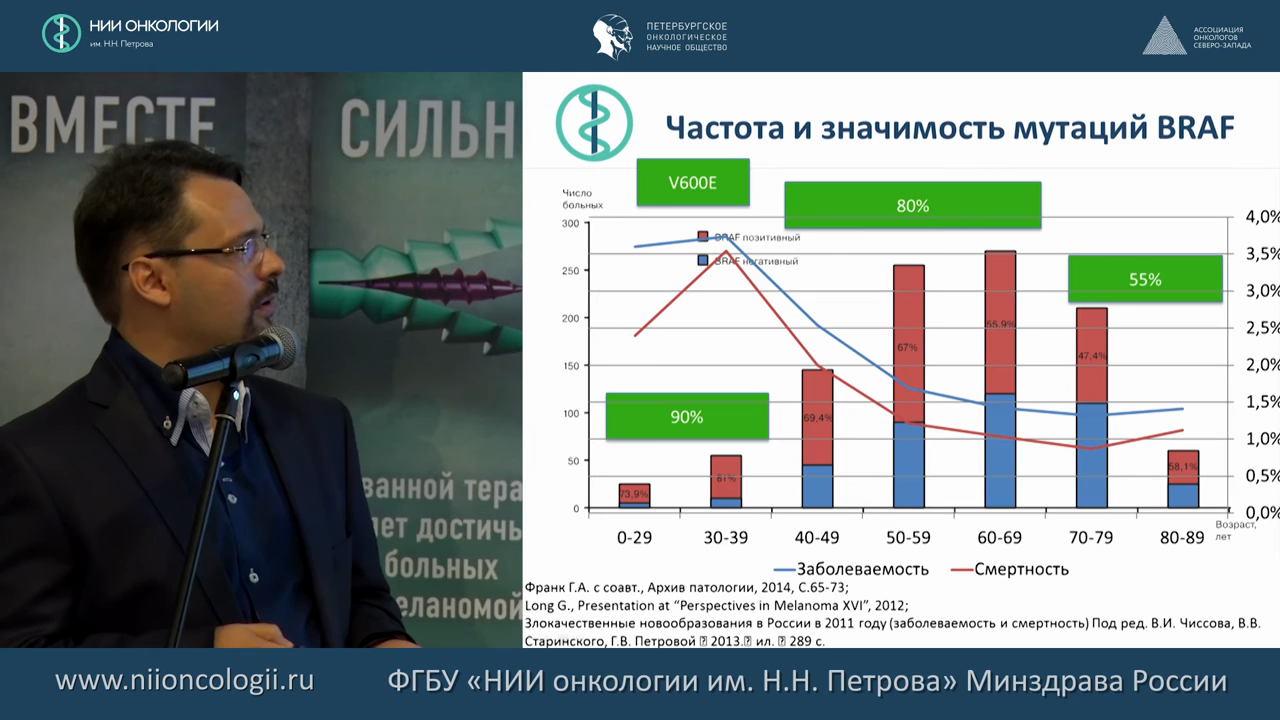 НИИ ОНКОЛОГИИ
им. Н.Н. Петрова
ПЕТЕРБУРГСКОЕ
ОНКОЛОГИЧЕСКОЕ
НАУЧНОЕ ОБЩЕСТВО
АССОЦИАЦИЯ
ОНКОЛОГОВ
СЕВЕРО-ЗАПАДА
ВМЕСТЕ
СИЛЬН
ванной тера
лет достичь
больных
еланомой
Частота и значимость мутаций BRAF
V600E
80%
55%
90%
Число
больных
300
250
200
150
100
50
0
BRAF позитивный
BRAF негативный
4,0%
3,5%
3,0%
2,5%
2,0%
1,5%
1,0%
0,5%
0,0%
73,9%
81%
69,4%
67%
55,9%
47,4%
58,1%
0-29
30-39
40-49
50-59
60-69
70-79
80-89
Возраст,
лет
Заболеваемость
Смертность
Франк Г.А. с соавт., Архив патологии, 2014, С.65-73;
Long G., Presentation at “Perspectives in Melanoma XVI”, 2012;
Злокачественные новообразования в России в 2011 году (заболеваемость и смертность) Под ред. В.И. Чиссова, В.В.
Старинского, Г.В. Петровой 2013. ил. 289 с.
www.niioncologii.ru
ФГБУ «НИИ онкологии им. Н.Н. Петрова» Минздрава России